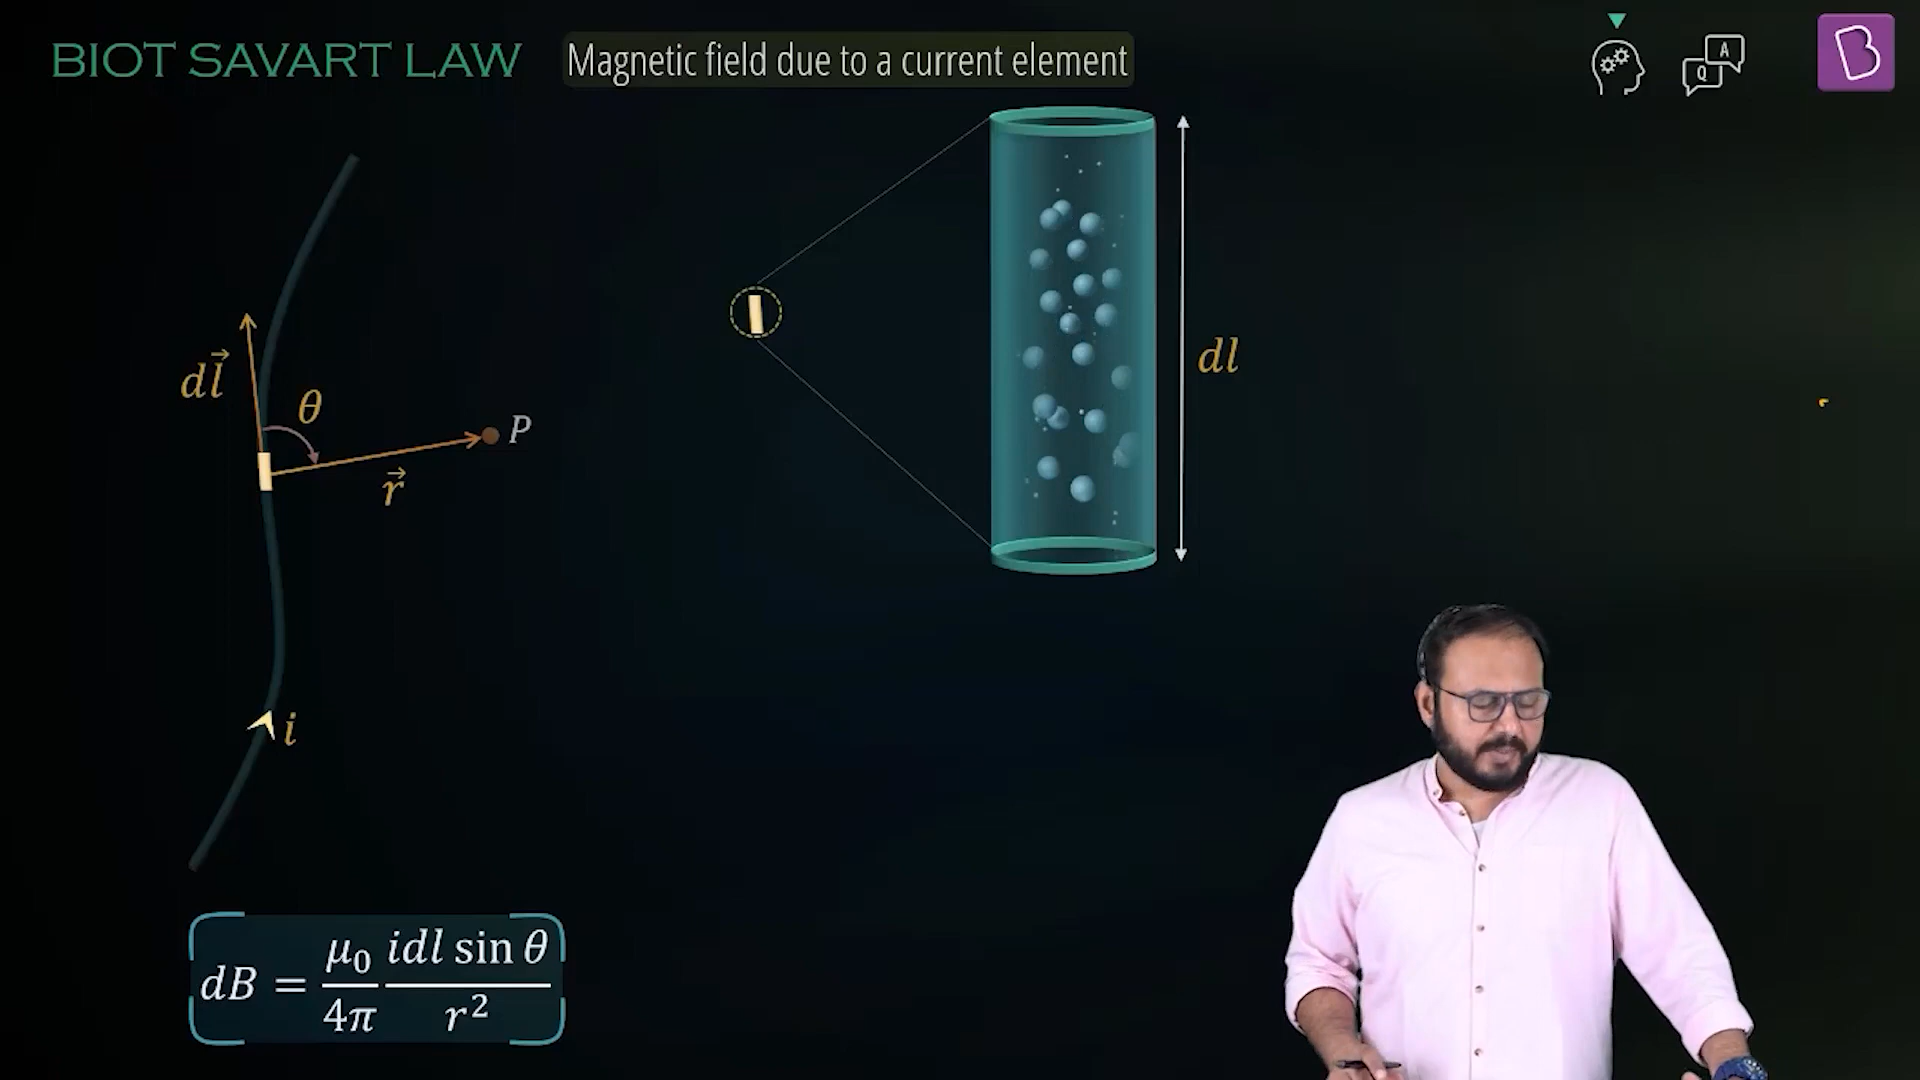 BIOT SAVART LAW
Magnetic field due to a current element
Q
A
B
dl⃗
θ
P
r⃗
i
dl
dB = μ₀/4π idl sin θ/r²